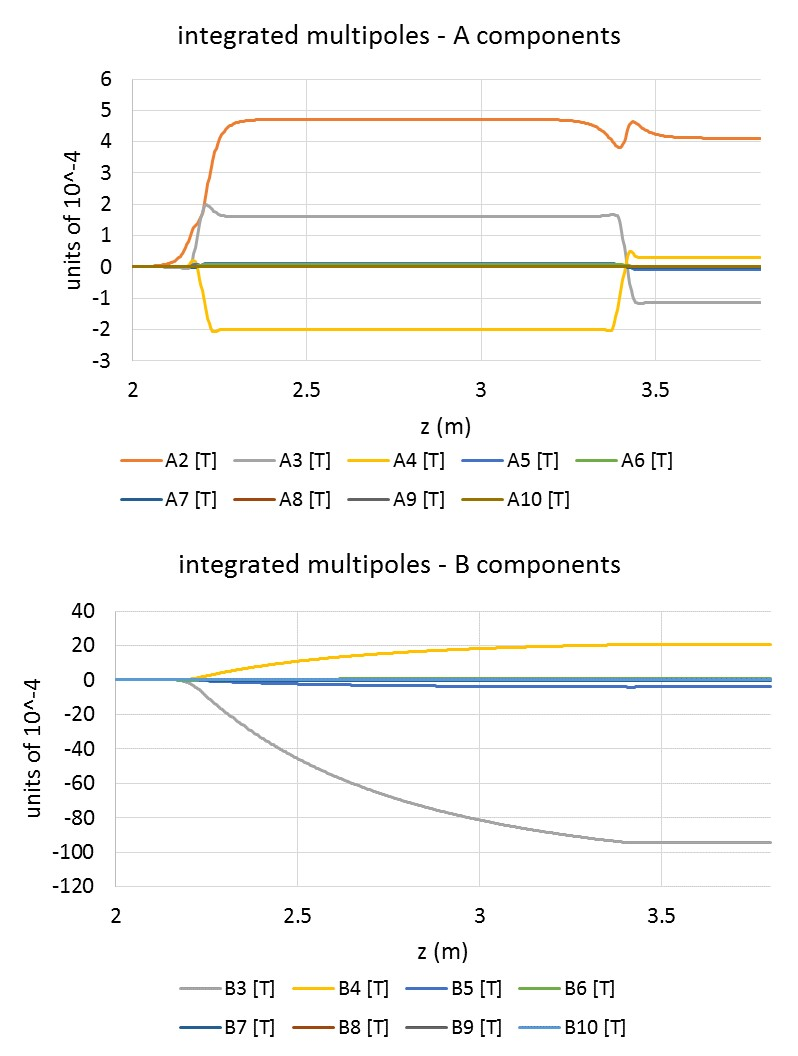 integrated multipoles - A components
6
5
4
3
2
1
0
-1
-2
-3
units of 10^-4
2 2.5 3 3.5
z (m)
A2 [T] A3 [T] A4 [T] A5 [T] A6 [T]
A7 [T] A8 [T] A9 [T] A10 [T]
integrated multipoles - B components
40
20
0
-20
-40
-60
-80
-100
-120
units of 10^-4
2 2.5 3 3.5
z (m)
B3 [T] B4 [T] B5 [T] B6 [T]
B7 [T] B8 [T] B9 [T] B10 [T]